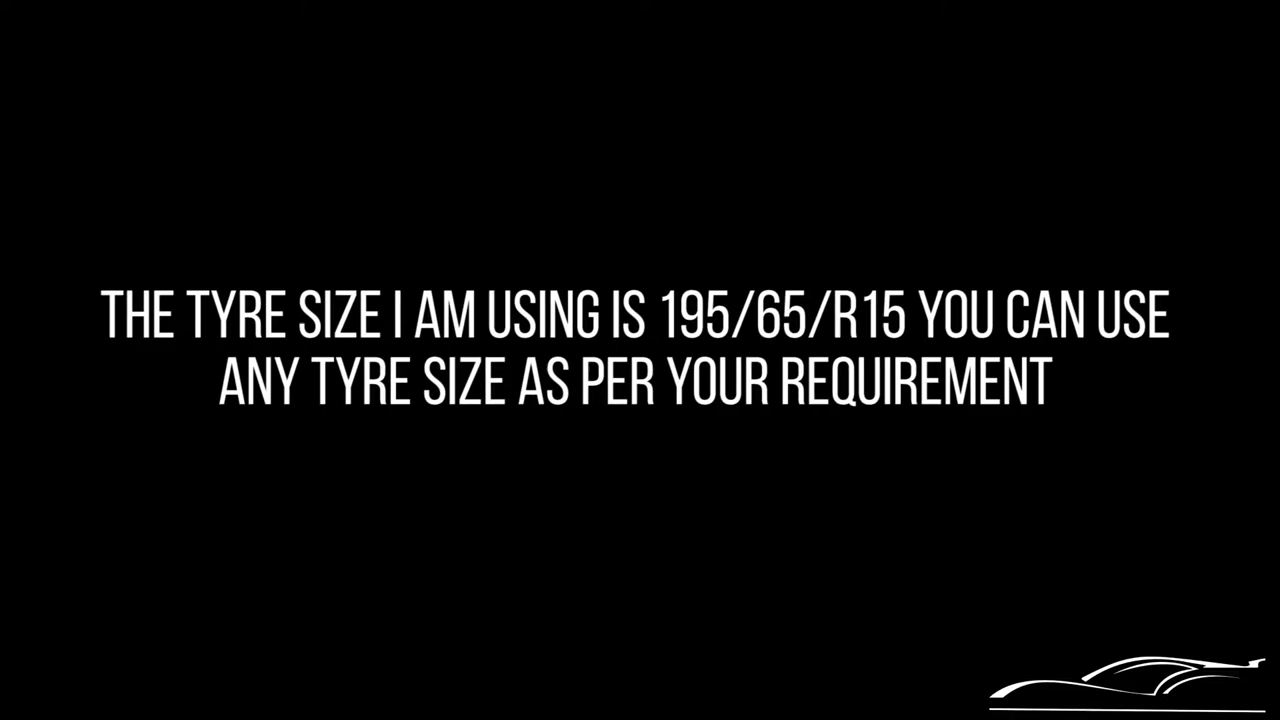 THE TYRE SIZE I AM USING IS 195/65/R15 YOU CAN USE
ANY TYRE SIZE AS PER YOUR REQUIREMENT